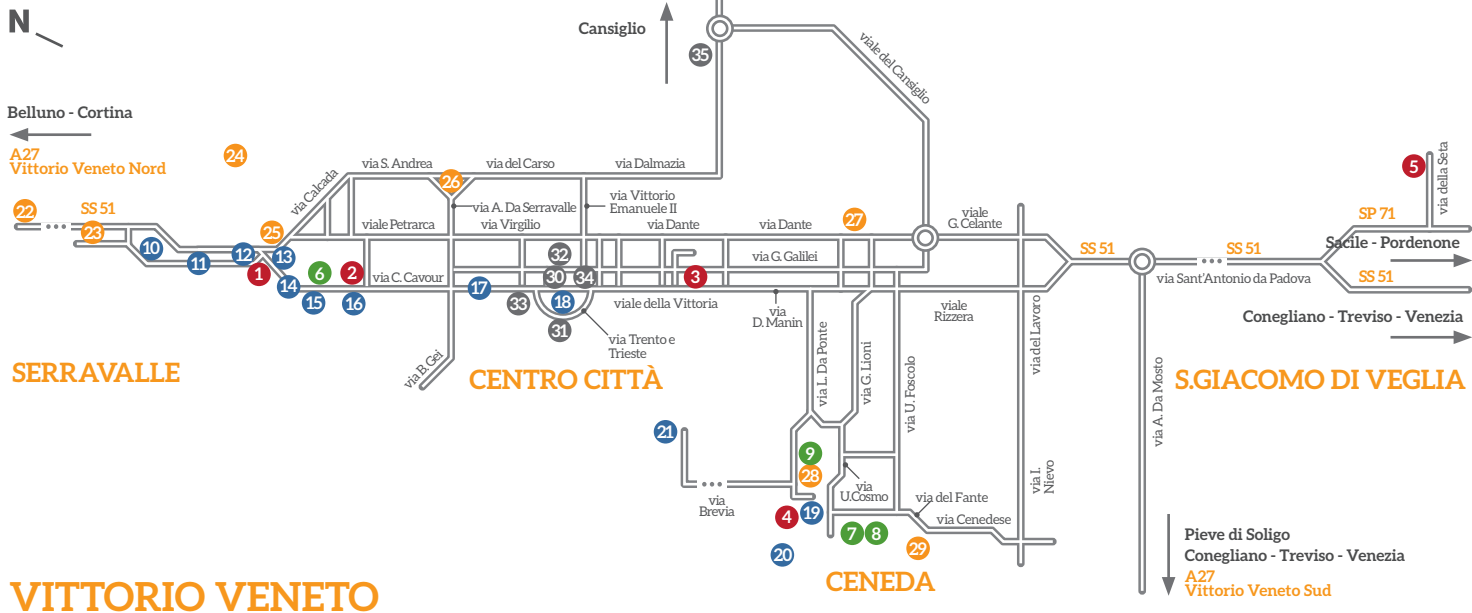 N
Cansiglio
35
viale del Cansiglio
Belluno - Cortina
A27
Vittorio Veneto Nord
24
5
via della Seta
via Calcada
via S. Andrea
via del Carso
via Dalmazia
26
22
SS 51
23
25
viale Petrarca
via A. Da Serravalle
via Virgilio
via Vittorio
Emanuele II
via Dante
via Dante
27
viale
G. Celante
SS 51
SS 51
SP 71
Sacile - Pordenone
10
11
12
13
1
14
6
2
15
16
via C. Cavour
17
32
30
34
33
18
31
3
via G. Galilei
viale della Vittoria
via
D. Manin
viale
Rizzera
via Sant'Antonio da Padova
SS 51
via Trento e
Trieste
Conegliano - Treviso - Venezia
via B. Gei
via L. Da Ponte
via G. Lioni
via U. Foscolo
via del Lavoro
via A. Da Mosto
SERRAVALLE
CENTRO CITTÀ
S.GIACOMO DI VEGLIA
21
9
28
via
Brevia
via
U.Cosmo
via del Fante
via Cenedese
via I.
Nievo
4
19
20
7
8
29
CENEDA
Pieve di Soligo
Conegliano - Treviso - Venezia
A27
Vittorio Veneto Sud
VITTORIO VENETO